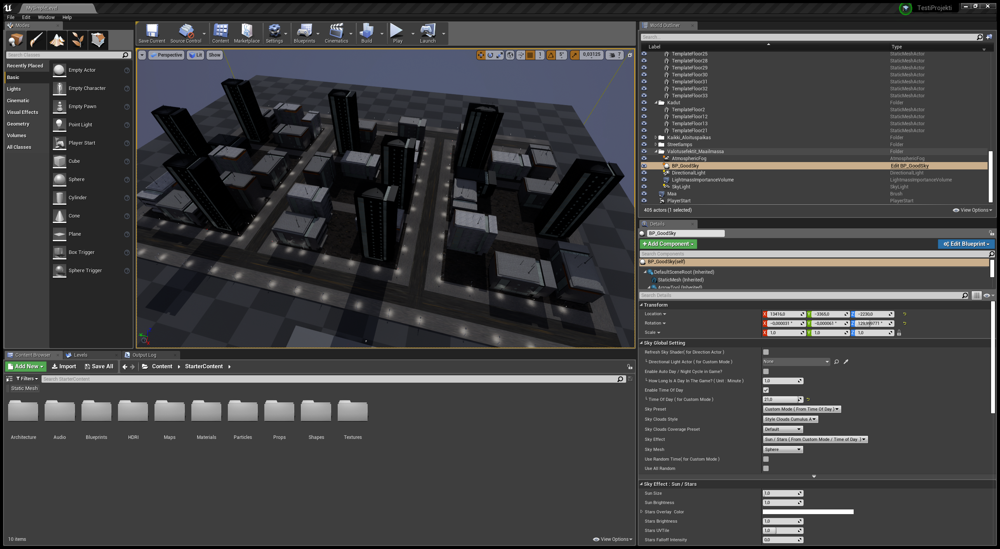 MySimpleLevel
TestiProjekti
File Edit Window Help
Modes
Search Classes
Recently Placed
Basic
Lights
Cinematic
Visual Effects
Geometry
Volumes
All Classes
Empty Actor
Empty Character
Empty Pawn
Point Light
Player Start
Cube
Sphere
Cylinder
Cone
Plane
Box Trigger
Sphere Trigger
Save Current Source Control Content Marketplace Settings Blueprints Cinematics Build Play Launch
Perspective Lit Show
1 5° 0,03125 7
Y Z X
World Outliner
Search...
Label Type
TemplateFloor25 StaticMeshActor
TemplateFloor28 StaticMeshActor
TemplateFloor29 StaticMeshActor
TemplateFloor30 StaticMeshActor
TemplateFloor31 StaticMeshActor
TemplateFloor32 StaticMeshActor
TemplateFloor33 StaticMeshActor
Kadut Folder
TemplateFloor2 StaticMeshActor
TemplateFloor12 StaticMeshActor
TemplateFloor13 StaticMeshActor
TemplateFloor21 StaticMeshActor
Kaikki_Aloituspaikas Folder
Streetlamps Folder
Valotusefektit_Maailmassa Folder
AtmosphericFog AtmosphericFog
BP_GoodSky Edit BP_GoodSky
DirectionalLight DirectionalLight
LightmassImportanceVolume LightmassImportanceVolume
SkyLight SkyLight
Maa Brush
PlayerStart PlayerStart
405 actors (1 selected) View Options
Details
BP_GoodSky
+Add Component Edit Blueprint
Search Components
BP_GoodSky(self)
DefaultSceneRoot (Inherited)
StaticMesh (Inherited)
ArrowTool (Inherited)
Search Details
Transform
Location X 13416,0 Y -3365,0 Z -2230,0
Rotation X -0,000031 ° Y -0,000061 ° Z 129,999771 °
Scale X 1,0 Y 1,0 Z 1,0
Sky Global Setting
Refresh Sky Shader( for Direction Actor )
Directional Light Actor ( for Custom Mode ) None
Enable Auto Day / Night Cycle in Game?
How Long Is A Day In The Game? ( Unit : Minute ) 1,0
Enable Time Of Day
Time Of Day ( for Custom Mode ) 21,0
Sky Preset Custom Mode ( From Time Of Day )
Sky Clouds Style Style Clouds Cumulus A
Sky Clouds Coverage Preset Default
Sky Effect Sun / Stars ( From Custom Mode / Time of Day )
Sky Mesh Sphere
Use Random Time( for Custom Mode )
Use All Random
Sky Effect : Sun / Stars
Sun Size 1,0
Sun Brightness 1,0
Stars Overlay Color
Stars Brightness 1,0
Stars UVTile 1,0
Stars Falloff Intensity 0,0
Content Browser Levels Output Log
Add New Import Save All Content StarterContent
Filters Search StarterContent
Static Mesh
Architecture Audio Blueprints HDRI Maps Materials Particles Props Shapes Textures
10 items View Options